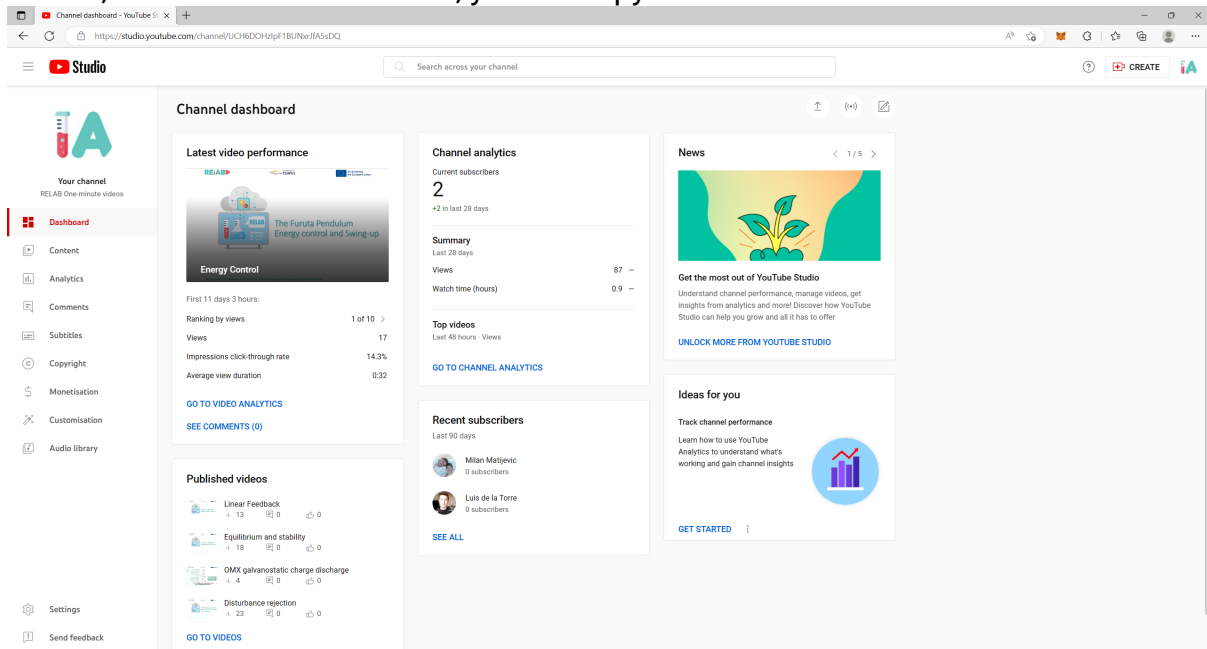 Channel dashboard - YouTube S
https://studio.youtube.com/channel/UCH6DOHzIpF1BUNxrJfA5sDQ
Studio
Search across your channel
CREATE
iA
iA
Your channel
RELAB One-minute videos
Dashboard
Content
Analytics
Comments
Subtitles
Copyright
Monetisation
Customisation
Audio library
Settings
Send feedback
Channel dashboard
Latest video performance
RELAB
The Furuta Pendulum
Energy control and Swing-up
Energy Control
First 11 days 3 hours:
Ranking by views 1 of 10
Views 17
Impressions click-through rate 14.3%
Average view duration 0:32
GO TO VIDEO ANALYTICS
SEE COMMENTS (0)
Published videos
Linear Feedback
13 0 0
Equilibrium and stability
18 0 0
OMX galvanostatic charge discharge
4 0 0
Disturbance rejection
23 0 0
GO TO VIDEOS
Channel analytics
Current subscribers
2
+2 in last 28 days
Summary
Last 28 days
Views 87 —
Watch time (hours) 0.9 —
Top videos
Last 48 hours · Views
GO TO CHANNEL ANALYTICS
Recent subscribers
Last 90 days
Milan Matijevic
0 subscribers
Luis de la Torre
0 subscribers
SEE ALL
News
1 / 5
Get the most out of YouTube Studio
Understand channel performance, manage videos, get
insights from analytics and more! Discover how YouTube
Studio can help you grow and all it has to offer
UNLOCK MORE FROM YOUTUBE STUDIO
Ideas for you
Track channel performance
Learn how to use YouTube
Analytics to understand what's
working and gain channel insights
GET STARTED